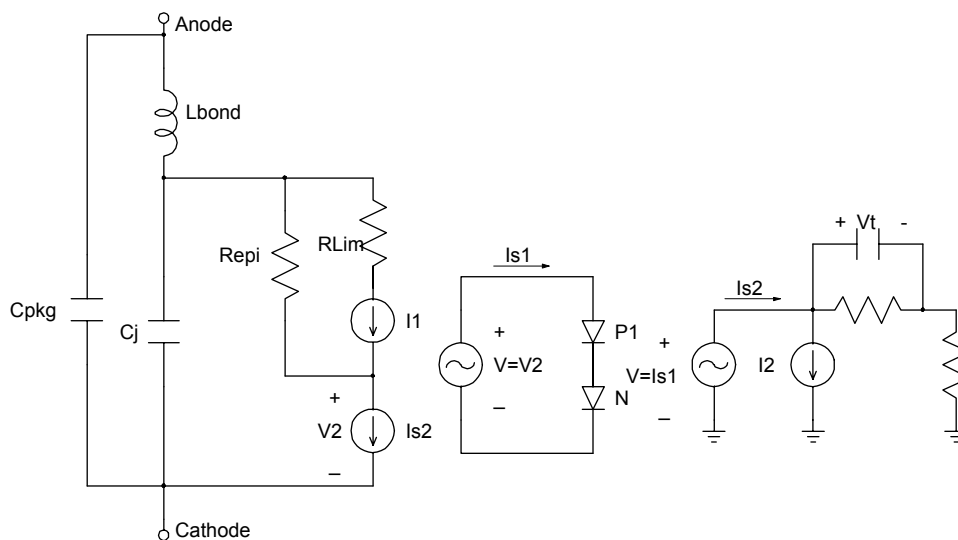 Anode
Lbond
Repi
RLim
Cpkg
Cj
I1
+
V2
–
Is2
Cathode
Is1
+
V=V2
–
P1
N
+
V=Is1
–
Is2
I2
+ Vt -